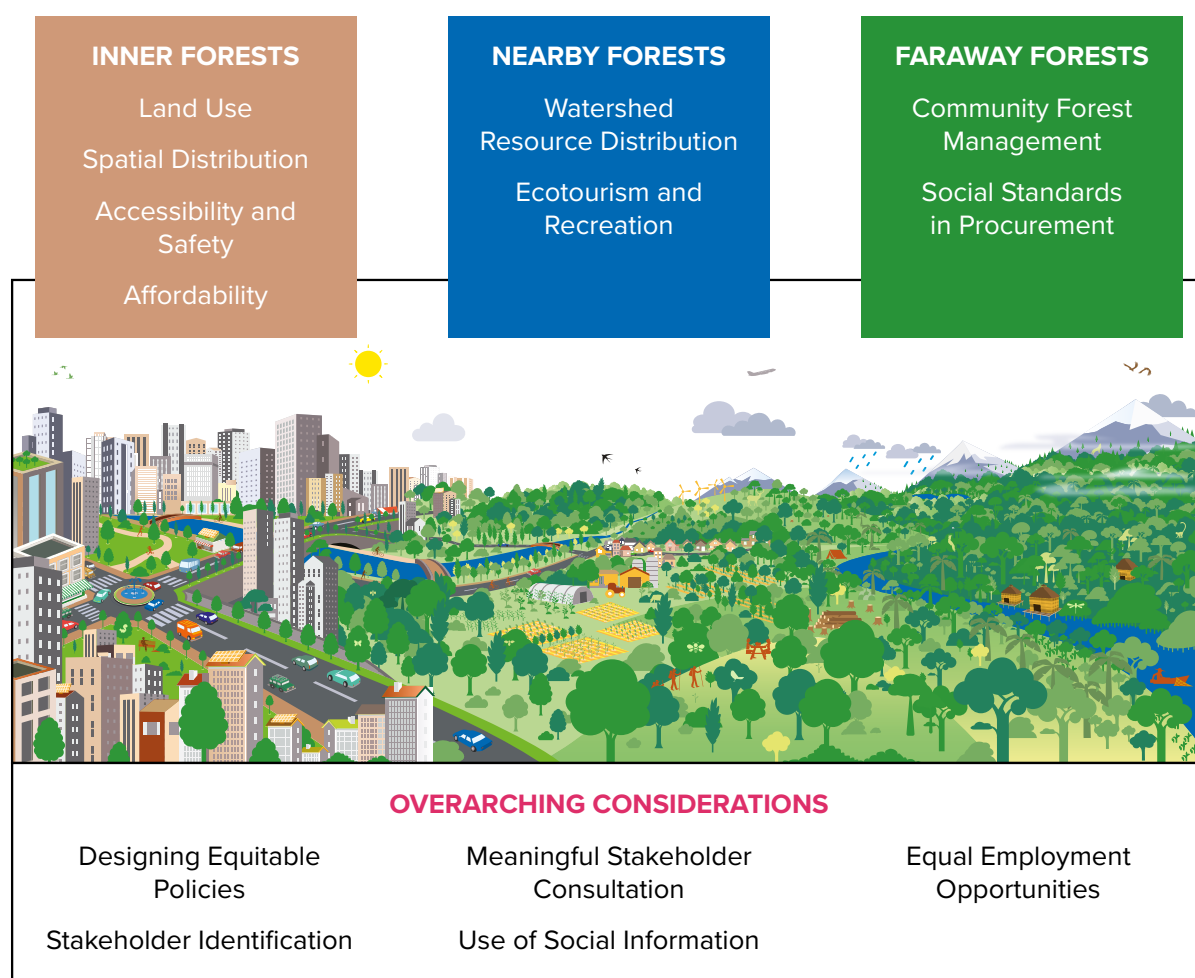 INNER FORESTS
Land Use
Spatial Distribution
Accessibility and
Safety
Affordability
NEARBY FORESTS
Watershed
Resource Distribution
Ecotourism and
Recreation
FARAWAY FORESTS
Community Forest
Management
Social Standards
in Procurement
OVERARCHING CONSIDERATIONS
Designing Equitable
Policies
Stakeholder Identification
Meaningful Stakeholder
Consultation
Use of Social Information
Equal Employment
Opportunities